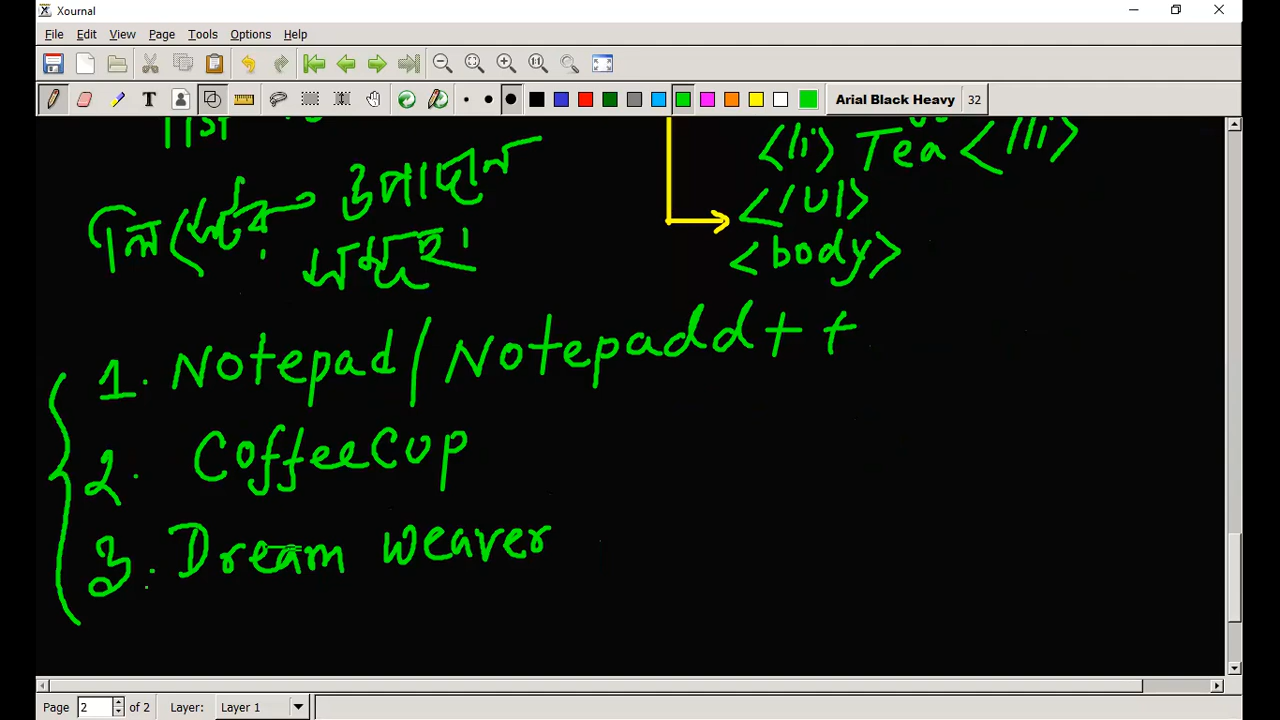 Xournal
File Edit View Page Tools Options Help
Arial Black Heavy 32
list
<li> Tea </li>
</ul>
<body>
1. Notepad/Notepadd++
2. CoffeeCup
3. Dream weaver
Page 2 of 2 Layer: Layer 1